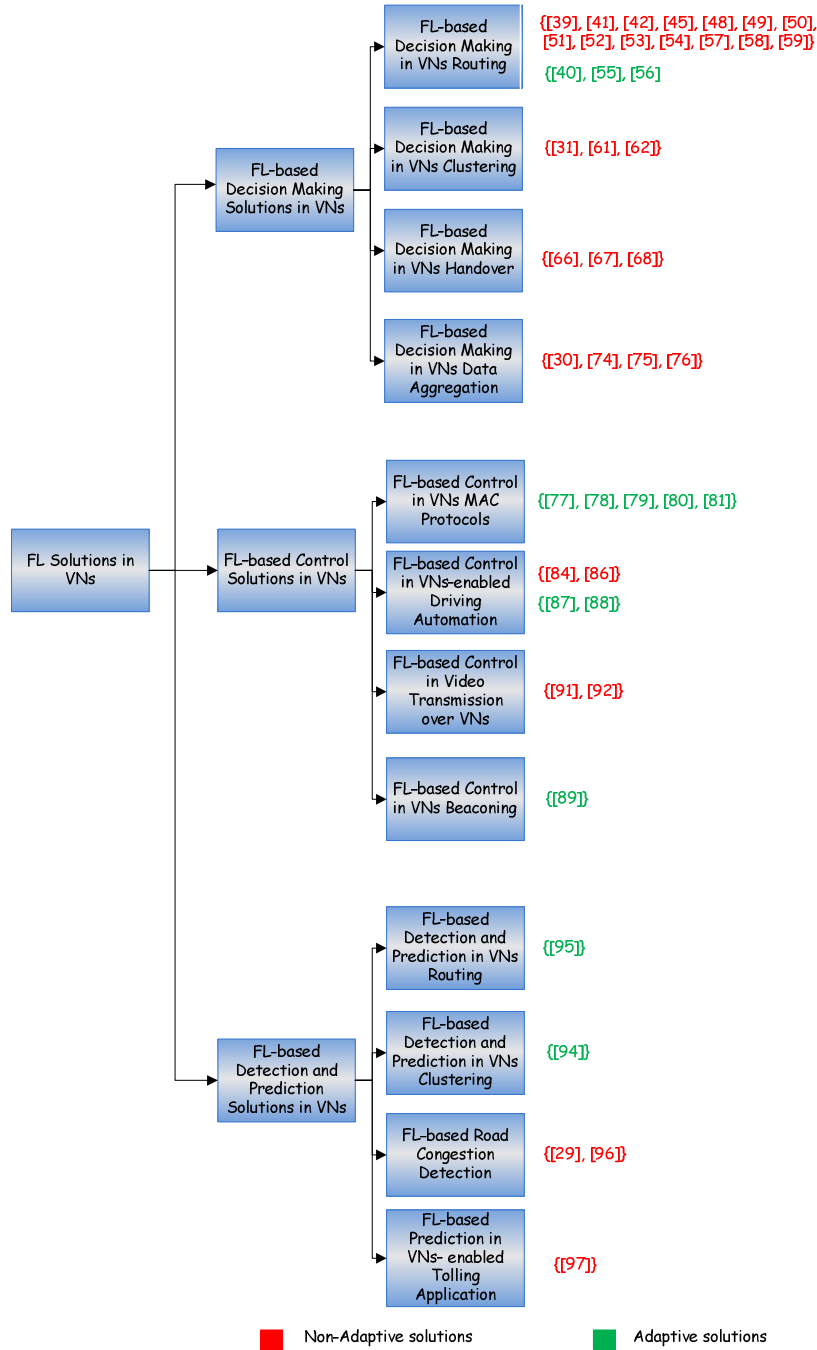 FL-based
Decision Making
in VNs Routing
{[39], [41], [42], [45], [48], [49], [50],
[51], [52], [53], [54], [57], [58], [59]}
{[40], [55], [56]
FL-based
Decision Making
in VNs Clustering
{[31], [61], [62]}
FL-based
Decision Making
Solutions in VNs
FL-based
Decision Making
in VNs Handover
{[66], [67], [68]}
FL-based
Decision Making
in VNs Data
Aggregation
{[30], [74], [75], [76]}
FL-based Control
in VNs MAC
Protocols
{[77], [78], [79], [80], [81]}
FL Solutions in
VNs
FL-based Control
Solutions in VNs
FL-based Control
in VNs-enabled
Driving
Automation
{[84], [86]}
{[87], [88]}
FL-based Control
in Video
Transmission
over VNs
{[91], [92]}
FL-based Control
in VNs Beaconing
{[89]}
FL-based
Detection and
Prediction in VNs
Routing
{[95]}
FL-based
Detection and
Prediction
Solutions in VNs
FL-based
Detection and
Prediction in VNs
Clustering
{[94]}
FL-based Road
Congestion
Detection
{[29], [96]}
FL-based
Prediction in
VNs- enabled
Tolling
Application
{[97]}
Non-Adaptive solutions
Adaptive solutions